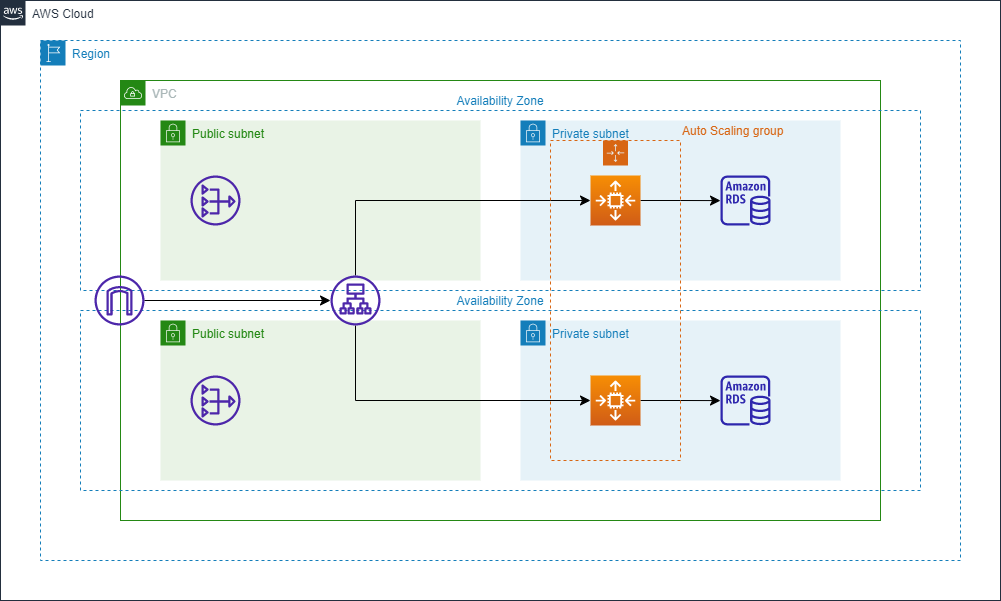 aws
AWS Cloud
Region
VPC
Availability Zone
Public subnet
Private subnet
Auto Scaling group
Amazon
RDS
Availability Zone
Public subnet
Private subnet
Amazon
RDS